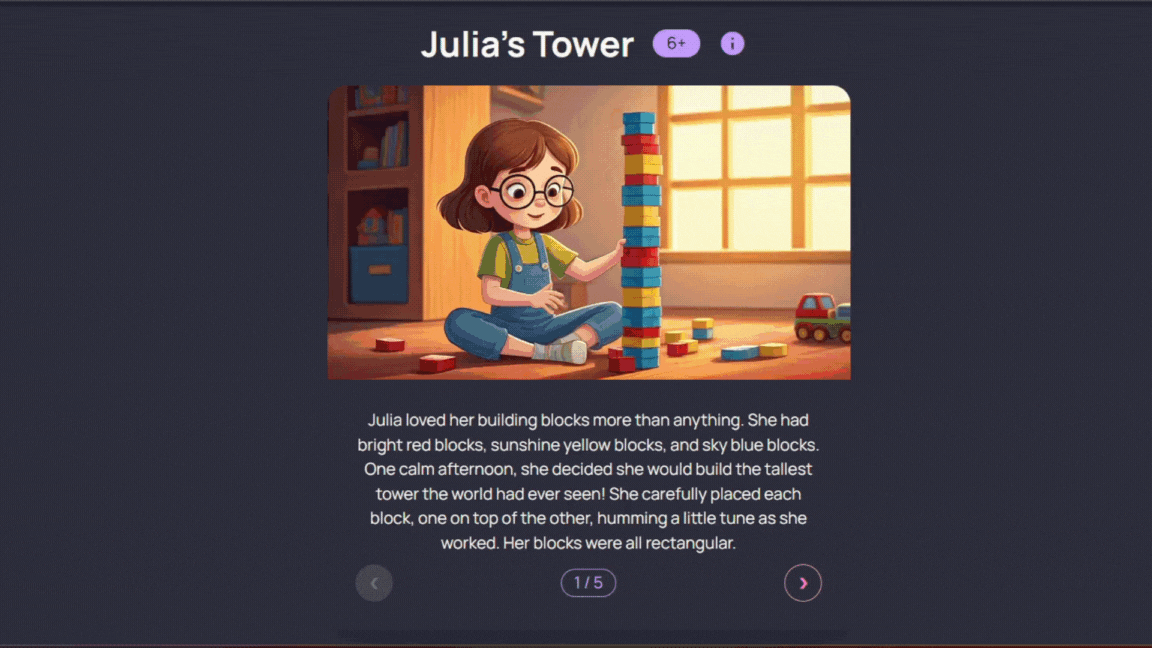 Julia's Tower 6+ i
Julia loved her building blocks more than anything. She had
bright red blocks, sunshine yellow blocks, and sky blue blocks.
One calm afternoon, she decided she would build the tallest
tower the world had ever seen! She carefully placed each
block, one on top of the other, humming a little tune as she
worked. Her blocks were all rectangular.
1 / 5